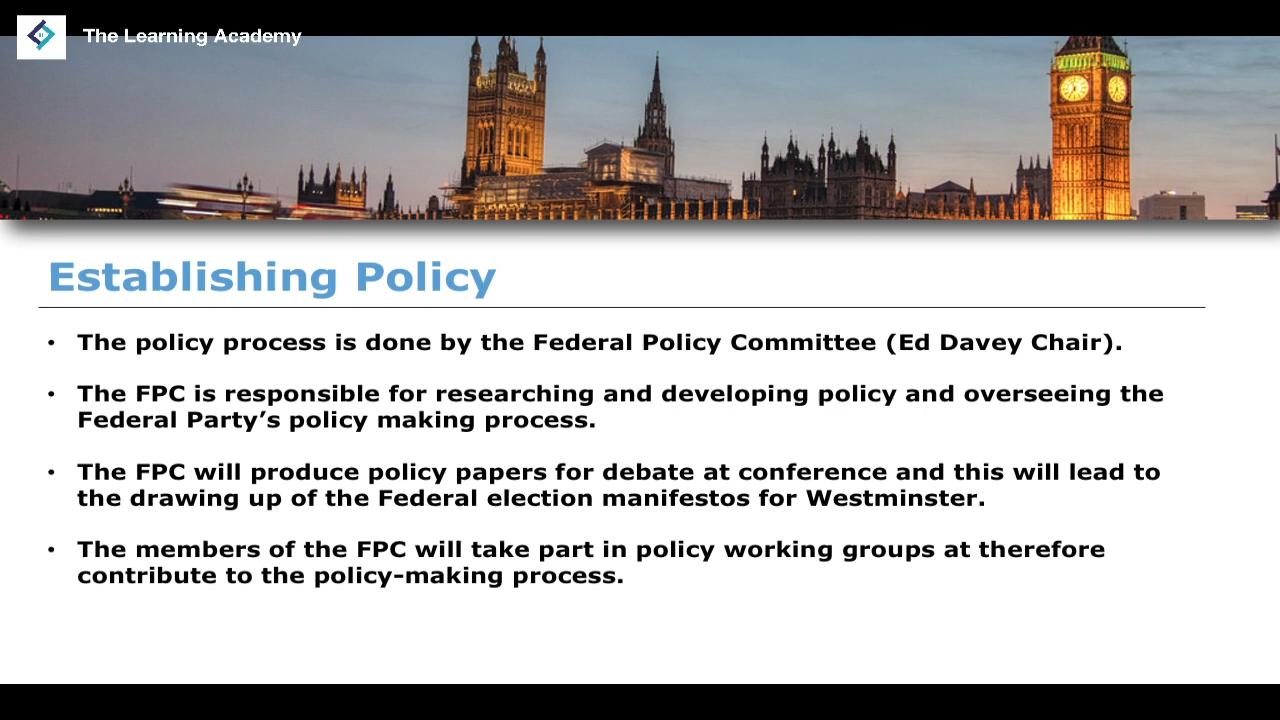 The Learning Academy
Establishing Policy
• The policy process is done by the Federal Policy Committee (Ed Davey Chair).
• The FPC is responsible for researching and developing policy and overseeing the
Federal Party’s policy making process.
• The FPC will produce policy papers for debate at conference and this will lead to
the drawing up of the Federal election manifestos for Westminster.
• The members of the FPC will take part in policy working groups at therefore
contribute to the policy-making process.